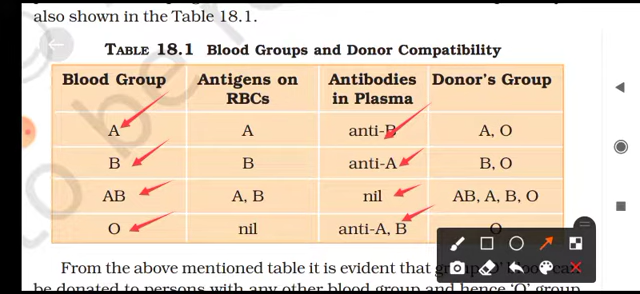 also shown in the Table 18.1.
TABLE 18.1 Blood Groups and Donor Compatibility
Blood Group Antigens on RBCs Antibodies in Plasma Donor's Group
A A anti-B A, O
B B anti-A B, O
AB A, B nil AB, A, B, O
O nil anti-A, B O
From the above mentioned table it is evident that
be donated to persons with any other blood group and hence 'O' group